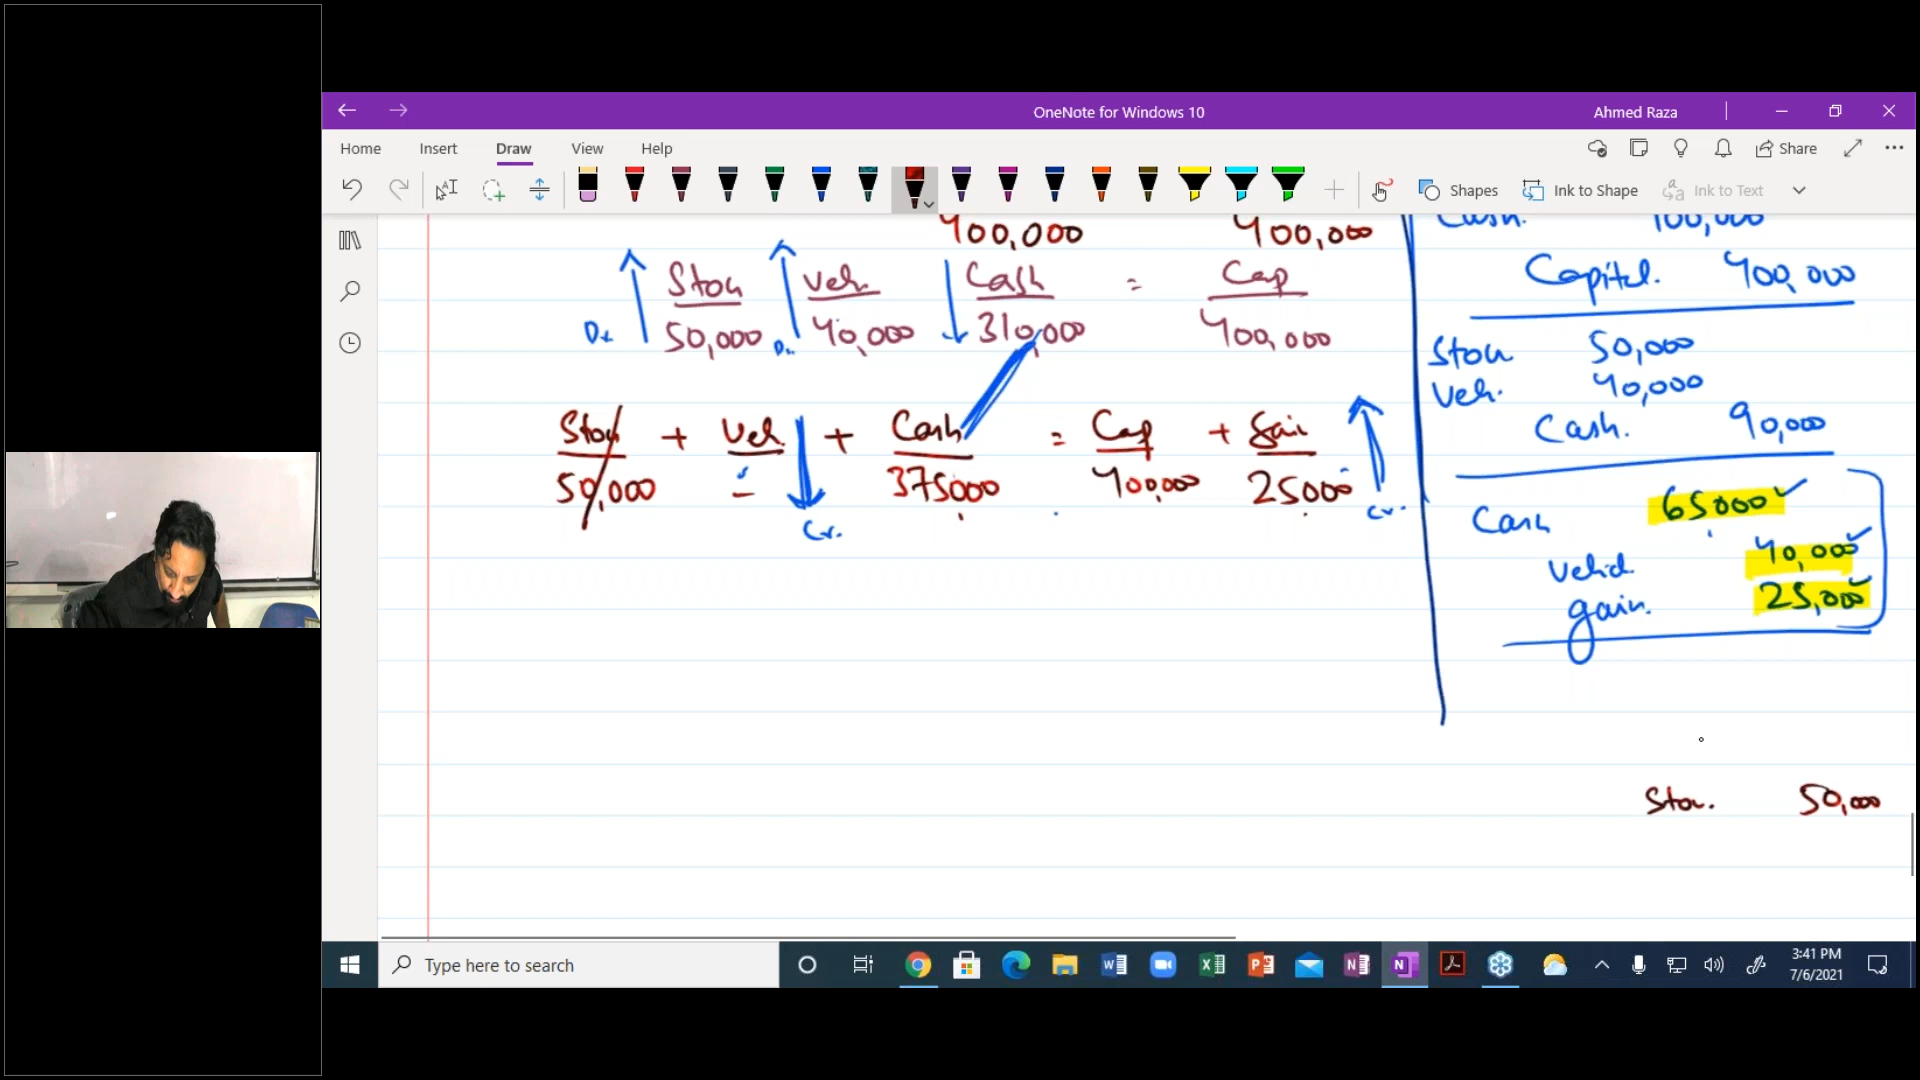 OneNote for Windows 10
Ahmed Raza
Home Insert Draw View Help
Share
Shapes Ink to Shape Ink to Text
400,000 400,000
Stock Veh. Cash = Cap
Dr 50,000 Dr. 40,000 310,000 400,000
Stock + Veh + Cash = Cap + Gain
50,000 - 375000 400,000 25000
Cr. Cr.
Cash. 100,000
Capital. 400,000
Stock 50,000
Veh. 40,000
Cash. 90,000
Cash 65000
40,000
gain. 25,000
50,000
Type here to search
3:41 PM
7/6/2021